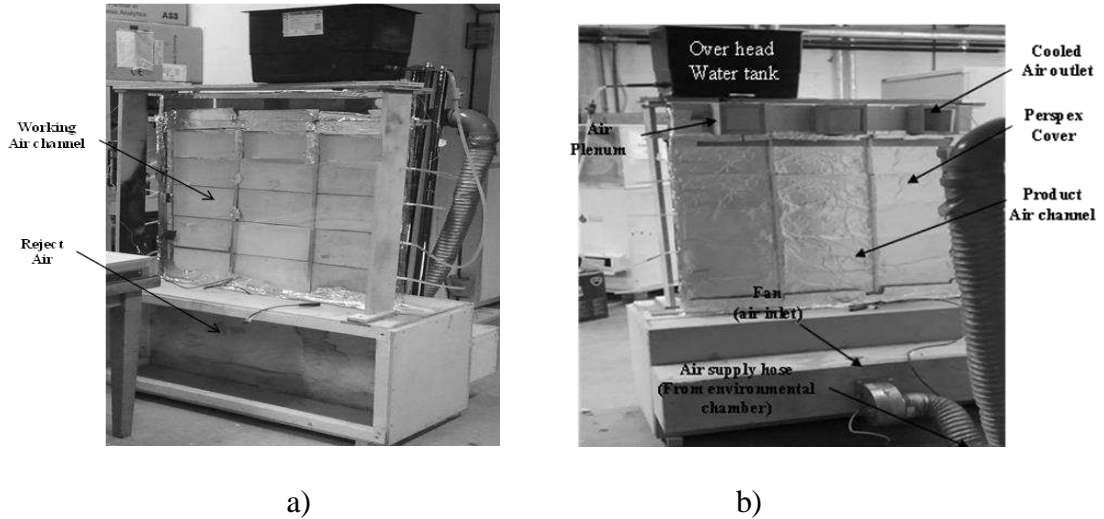 ABB
Working
Air channel
Reject
Air
a)
Over head
Water tank
Cooled
Air outlet
Air
Plenum
Perspex
Cover
Product
Air channel
Fan
(air inlet)
Air supply hose
(From environmental
chamber)
b)